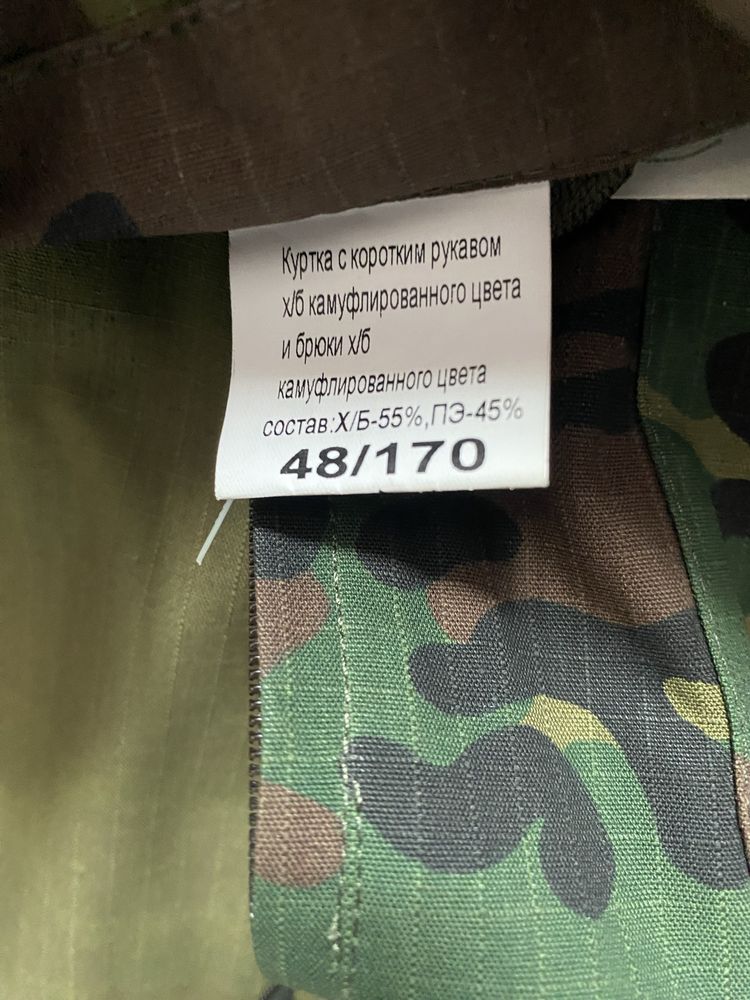 Куртка с коротким рукавом
х/б камуфлированного цвета
и брюки х/б
камуфлированного цвета
состав:Х/Б-55%,ПЭ-45%
48/170